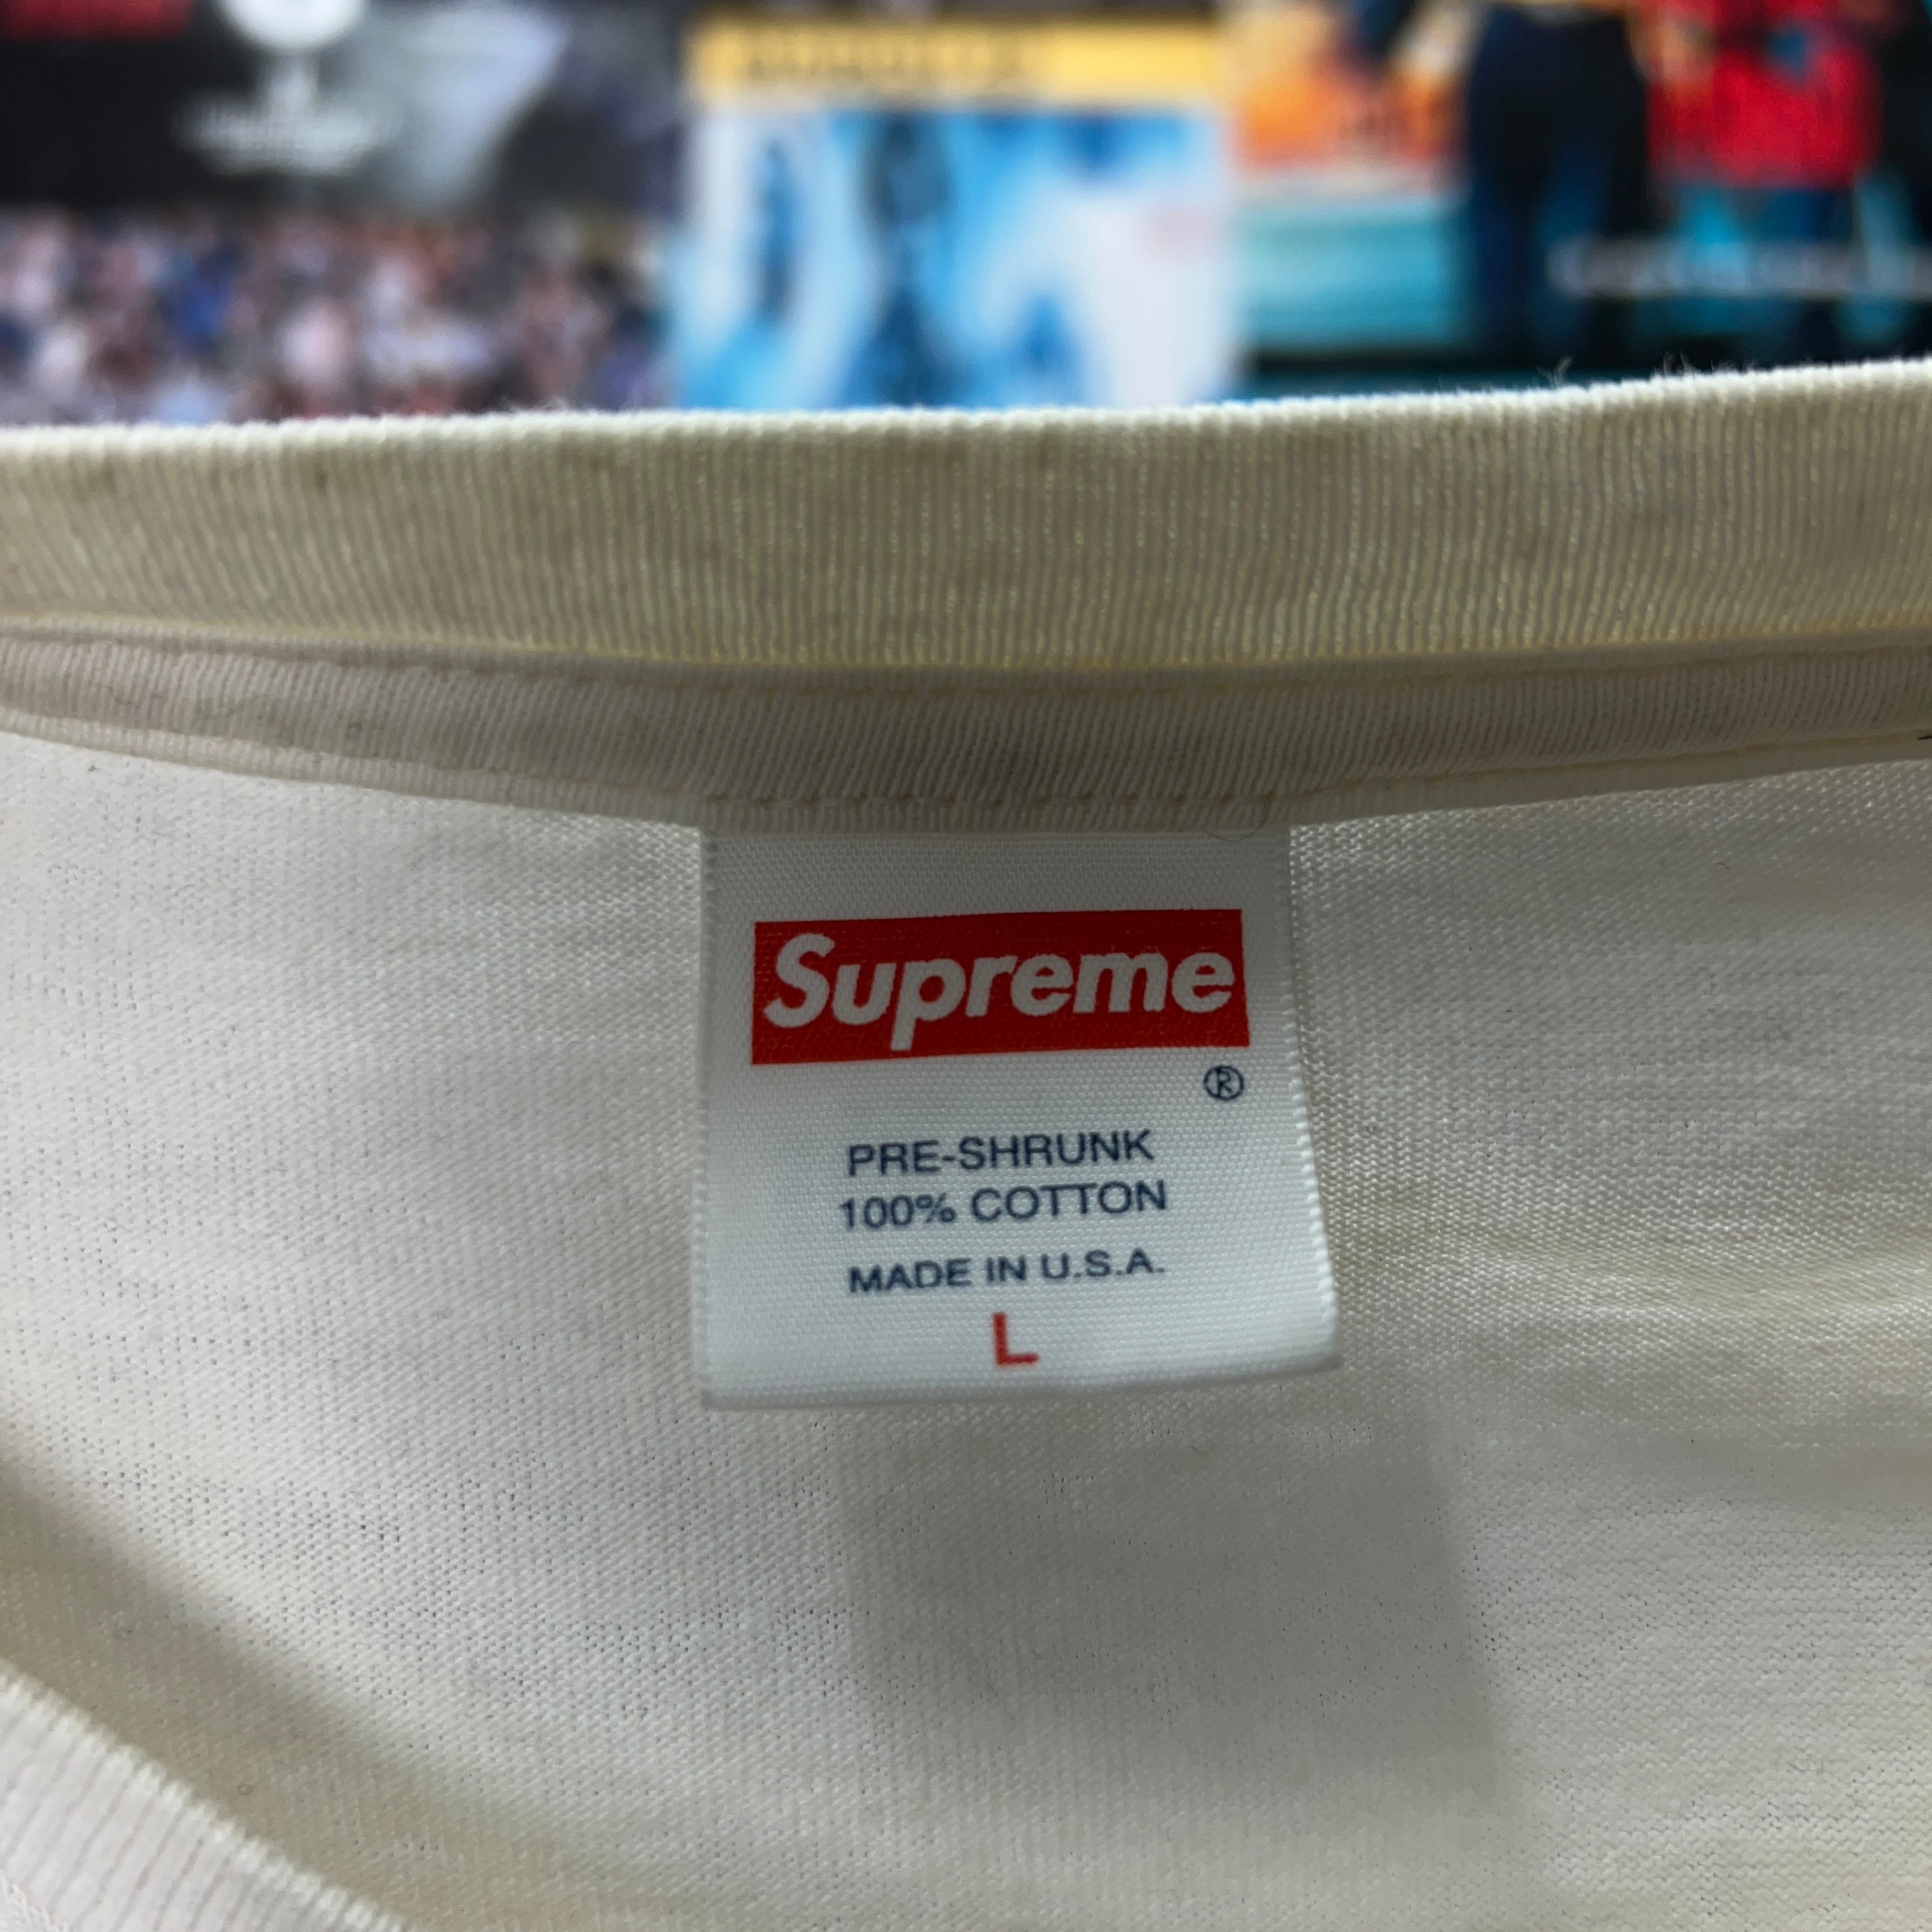 Supreme
®
PRE-SHRUNK
100% COTTON
MADE IN U.S.A.
L